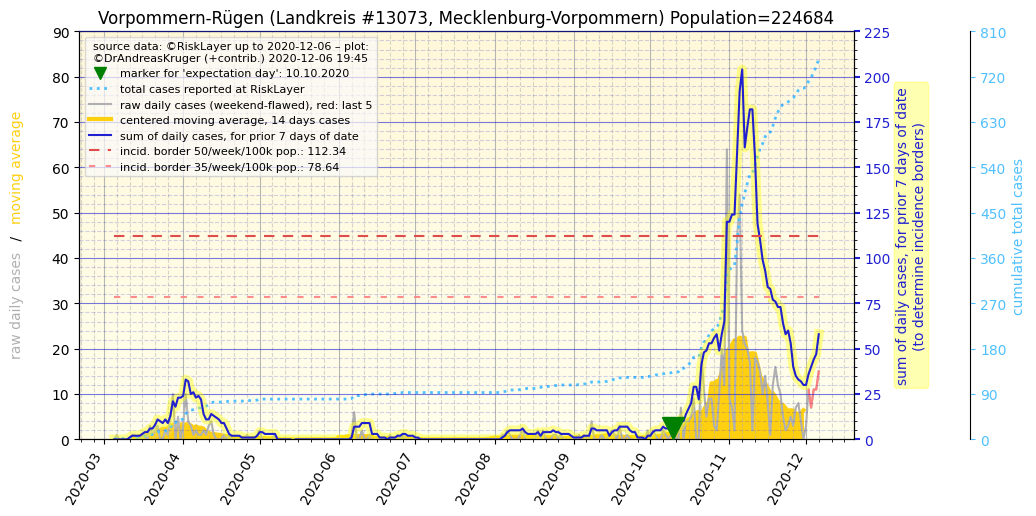 Vorpommern-Rügen (Landkreis #13073, Mecklenburg-Vorpommern) Population=224684
source data: ©RiskLayer up to 2020-12-06 – plot:
©DrAndreasKruger (+contrib.) 2020-12-06 19:45
marker for 'expectation day': 10.10.2020
total cases reported at RiskLayer
raw daily cases (weekend-flawed), red: last 5
centered moving average, 14 days cases
sum of daily cases, for prior 7 days of date
incid. border 50/week/100k pop.: 112.34
incid. border 35/week/100k pop.: 78.64
raw daily cases / moving average
90
80
70
60
50
40
30
20
10
0
2020-03
2020-04
2020-05
2020-06
2020-07
2020-08
2020-09
2020-10
2020-11
2020-12
225
200
175
150
125
100
75
50
25
0
sum of daily cases, for prior 7 days of date
(to determine incidence borders)
810
720
630
540
450
360
270
180
90
0
cumulative total cases